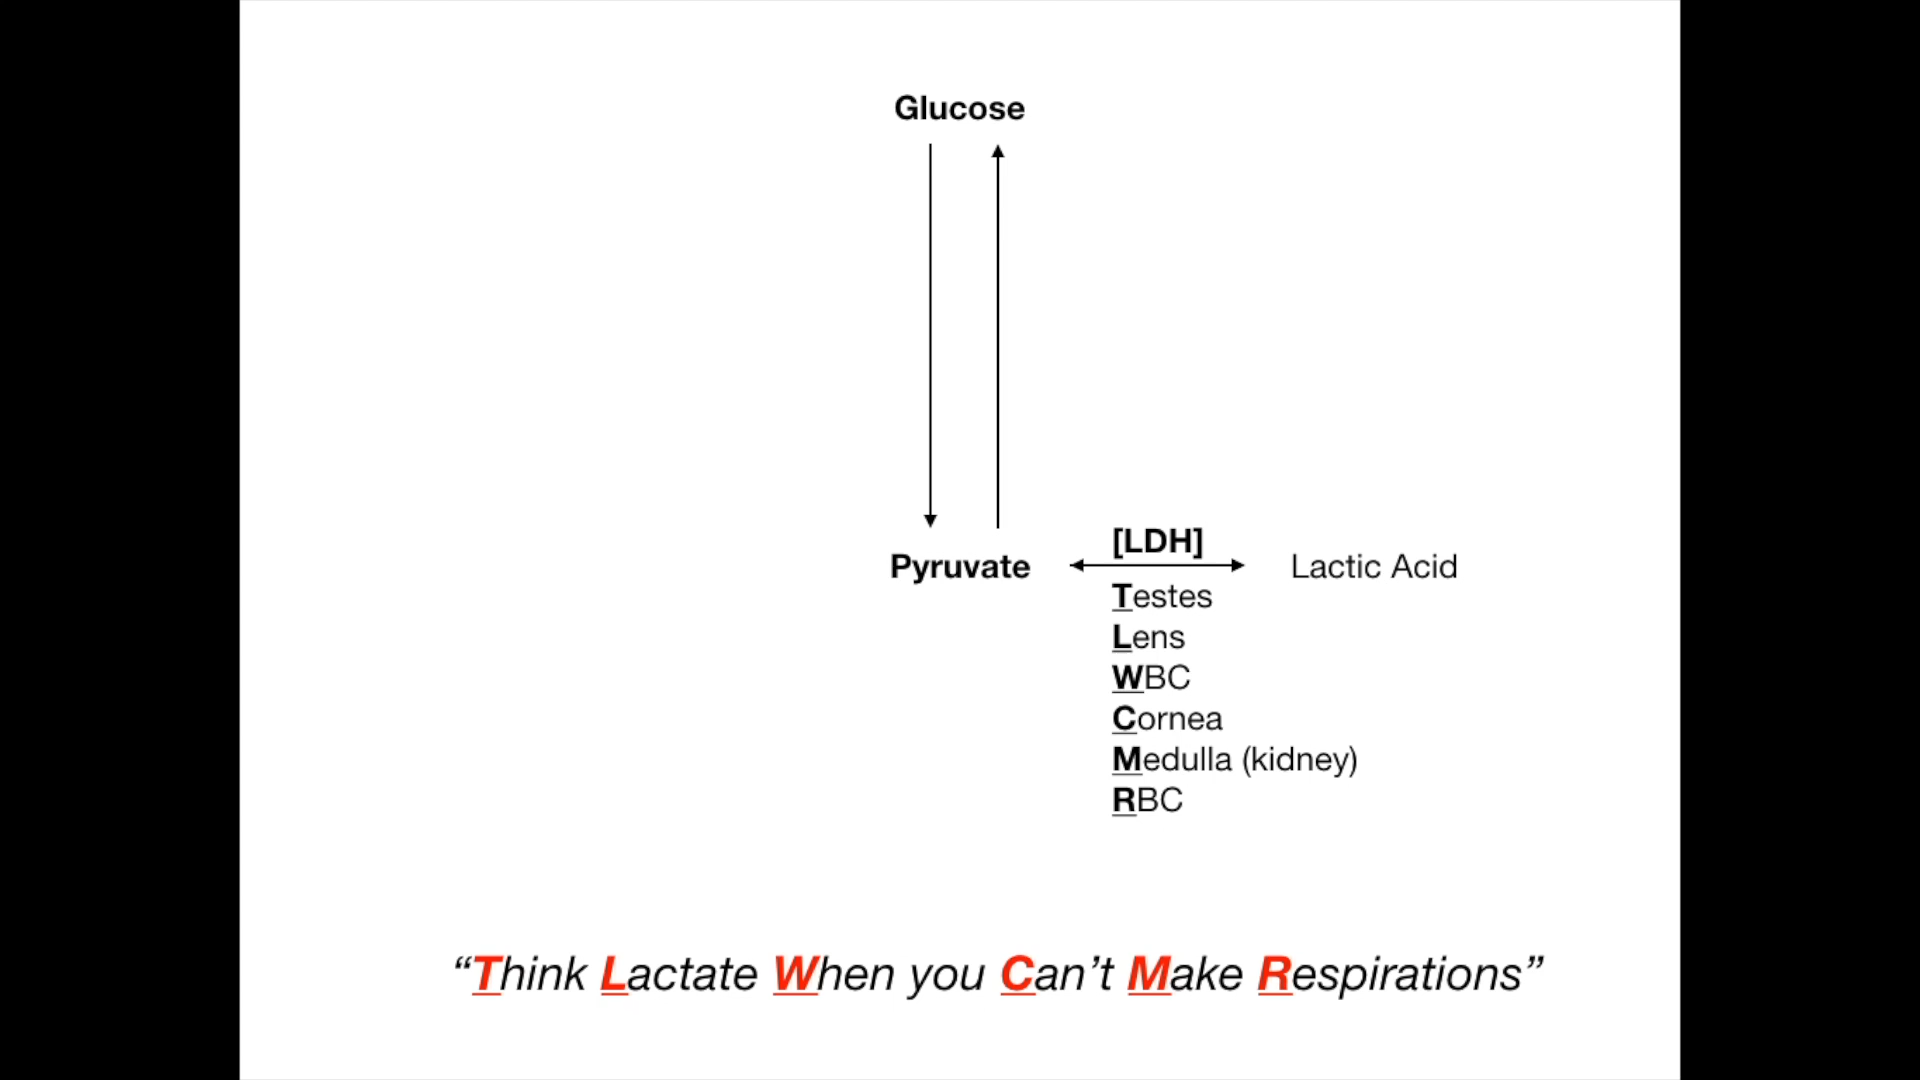 Glucose
[LDH]
Pyruvate
Lactic Acid
Testes
Lens
WBC
Cornea
Medulla (kidney)
RBC
“Think Lactate When you Can’t Make Respirations”